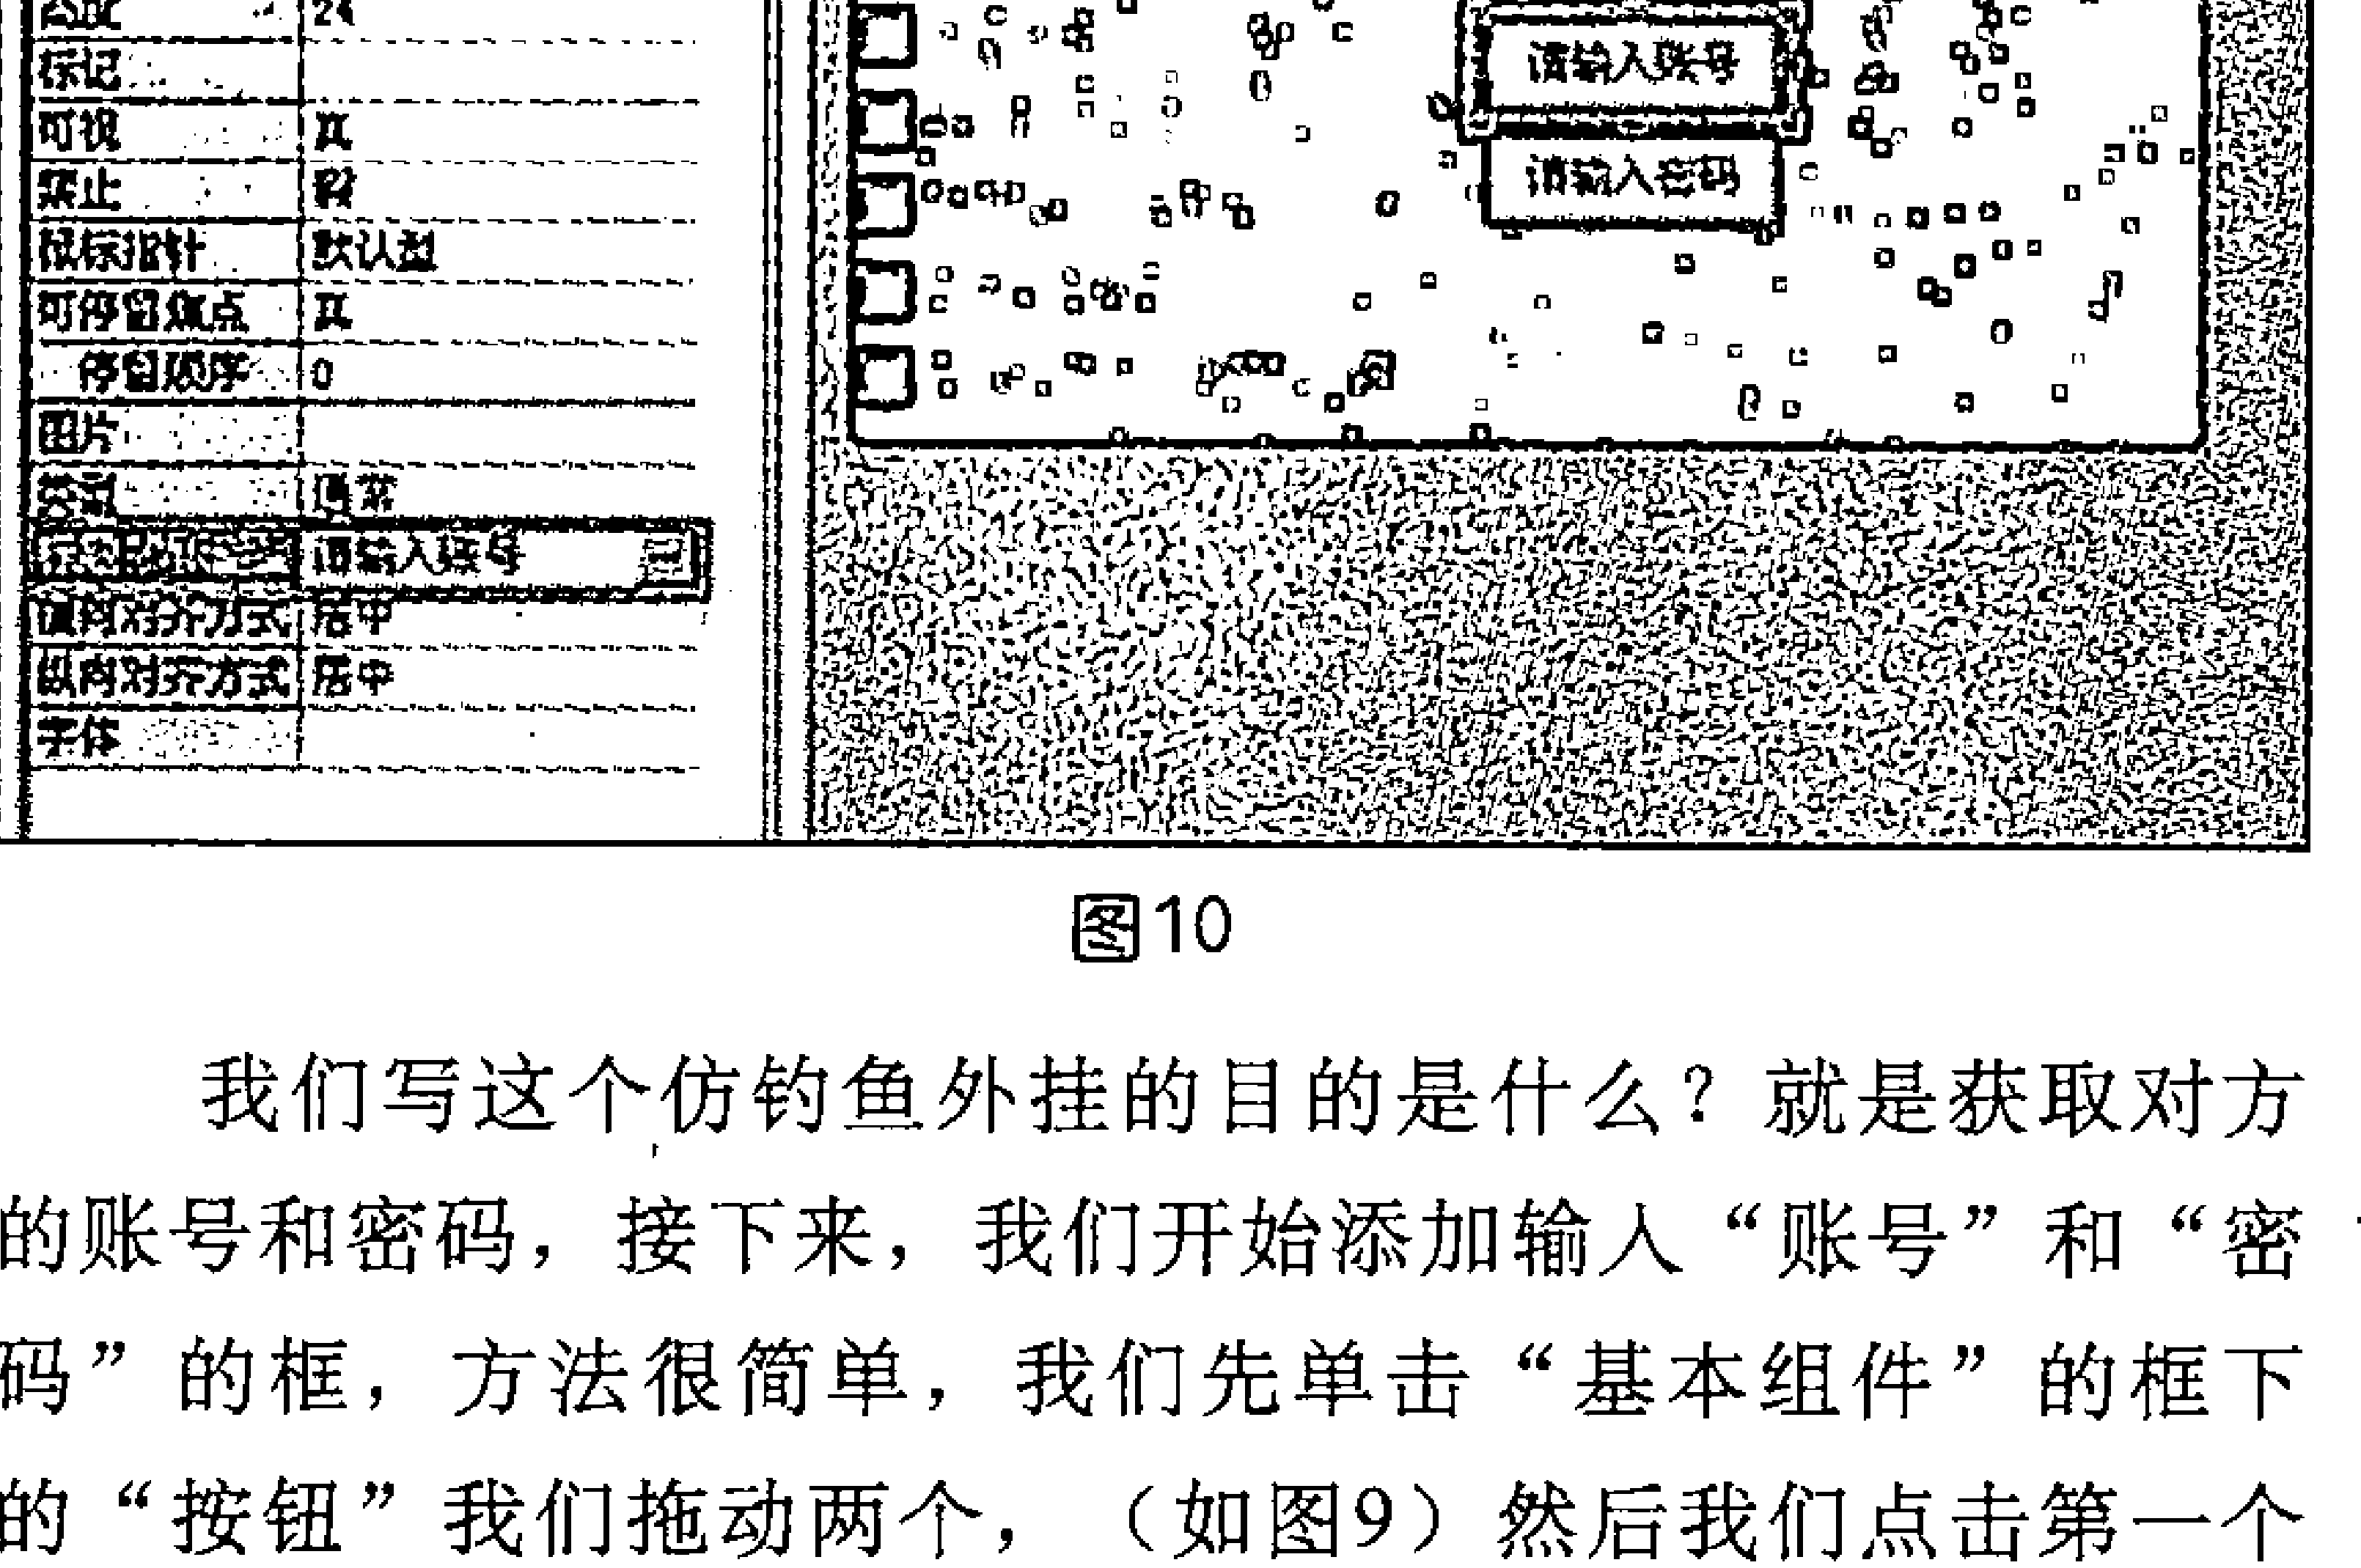 24
标记
可视 真
禁止 假
鼠标指针 默认型
可停留焦点 真
停留顺序 0
图片
类型 通常
请输入账号
横向对齐方式 居中
纵向对齐方式 居中
字体
请输入账号
请输入密码
图10
我们写这个仿钓鱼外挂的目的是什么？就是获取对方
的账号和密码，接下来，我们开始添加输入“账号”和“密
码”的框，方法很简单，我们先单击“基本组件”的框下
的“按钮”我们拖动两个，（如图9）然后我们点击第一个